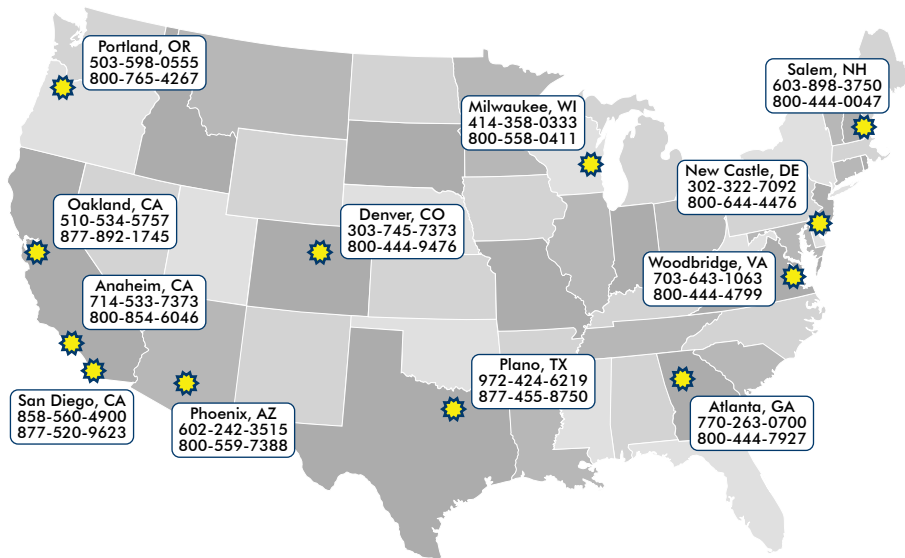 Portland, OR
503-598-0555
800-765-4267
Salem, NH
603-898-3750
800-444-0047
Milwaukee, WI
414-358-0333
800-558-0411
New Castle, DE
302-322-7092
800-644-4476
Oakland, CA
510-534-5757
877-892-1745
Denver, CO
303-745-7373
800-444-9476
Woodbridge, VA
703-643-1063
800-444-4799
Anaheim, CA
714-533-7373
800-854-6046
Plano, TX
972-424-6219
877-455-8750
San Diego, CA
858-560-4900
877-520-9623
Phoenix, AZ
602-242-3515
800-559-7388
Atlanta, GA
770-263-0700
800-444-7927